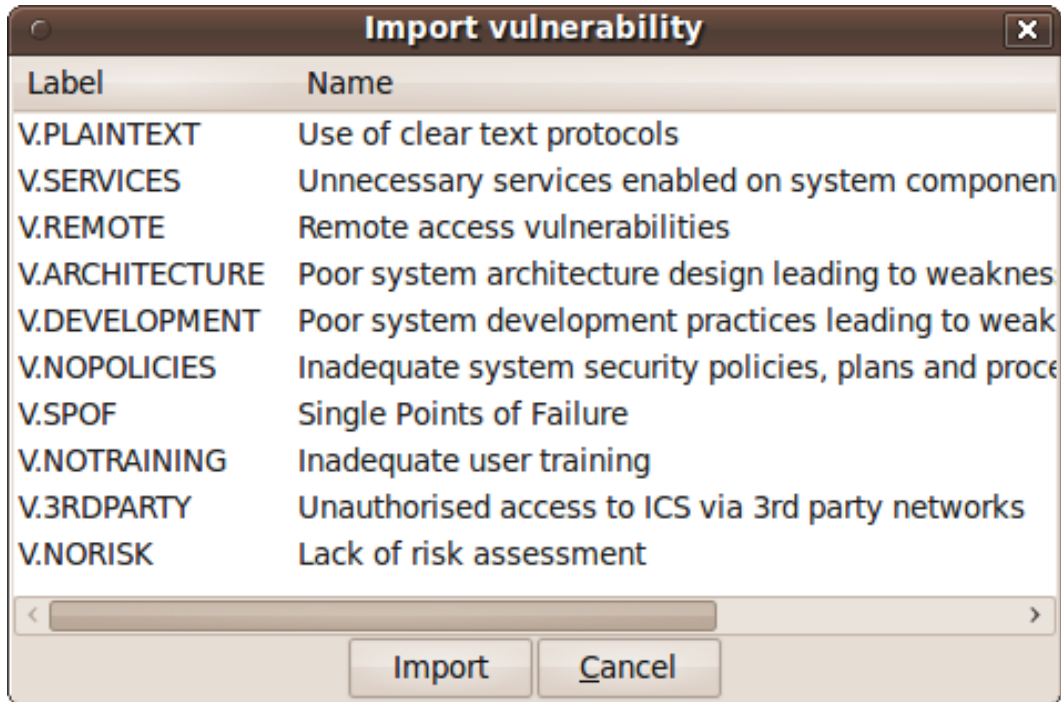 Import vulnerability
Label Name
V.PLAINTEXT Use of clear text protocols
V.SERVICES Unnecessary services enabled on system componen
V.REMOTE Remote access vulnerabilities
V.ARCHITECTURE Poor system architecture design leading to weaknes
V.DEVELOPMENT Poor system development practices leading to weak
V.NOPOLICIES Inadequate system security policies, plans and proce
V.SPOF Single Points of Failure
V.NOTRAINING Inadequate user training
V.3RDPARTY Unauthorised access to ICS via 3rd party networks
V.NORISK Lack of risk assessment
Import Cancel